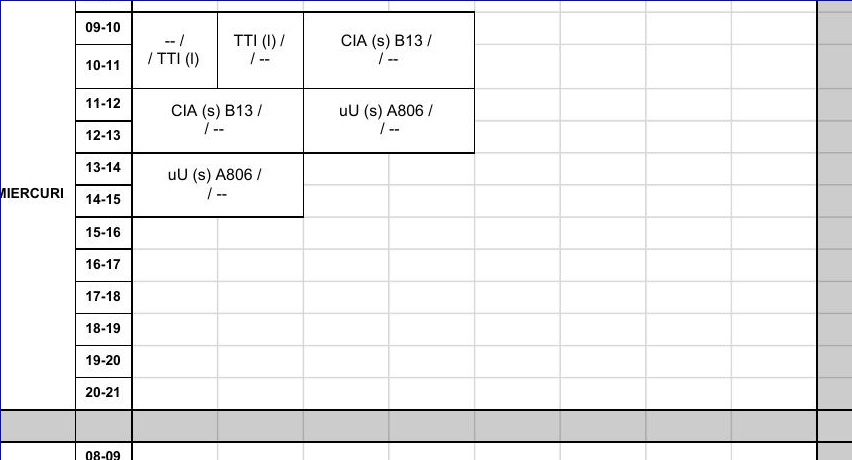 09-10
-- /
/ TTI (l)
TTI (l) /
/ --
CIA (s) B13 /
/ --
10-11
11-12
CIA (s) B13 /
/ --
uU (s) A806 /
/ --
12-13
13-14
uU (s) A806 /
/ --
MIERCURI
14-15
15-16
16-17
17-18
18-19
19-20
20-21
08-09